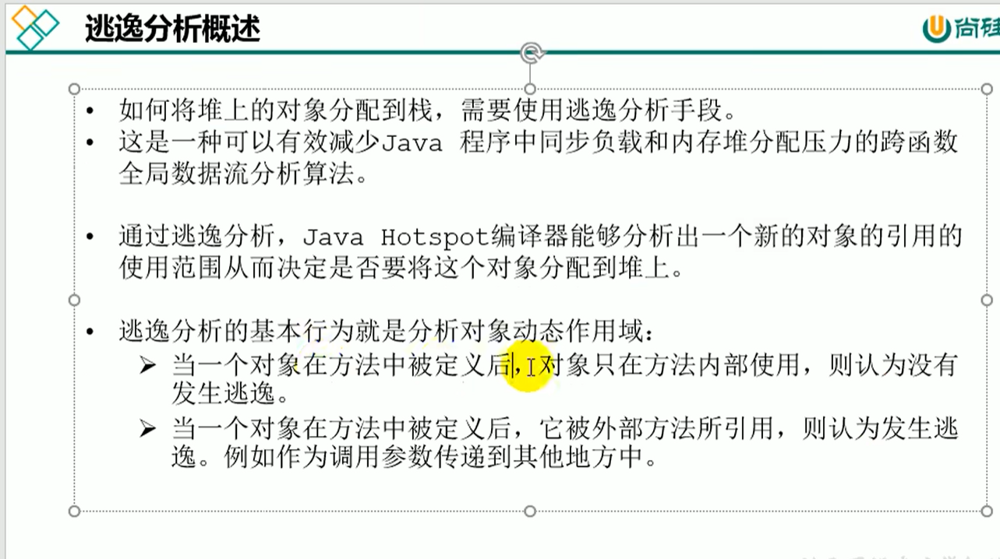 逃逸分析概述
尚硅
• 如何将堆上的对象分配到栈，需要使用逃逸分析手段。
• 这是一种可以有效减少Java 程序中同步负载和内存堆分配压力的跨函数
全局数据流分析算法。
• 通过逃逸分析，Java Hotspot编译器能够分析出一个新的对象的引用的
使用范围从而决定是否要将这个对象分配到堆上。
• 逃逸分析的基本行为就是分析对象动态作用域：
➢ 当一个对象在方法中被定义后，对象只在方法内部使用，则认为没有
发生逃逸。
➢ 当一个对象在方法中被定义后，它被外部方法所引用，则认为发生逃
逸。例如作为调用参数传递到其他地方中。